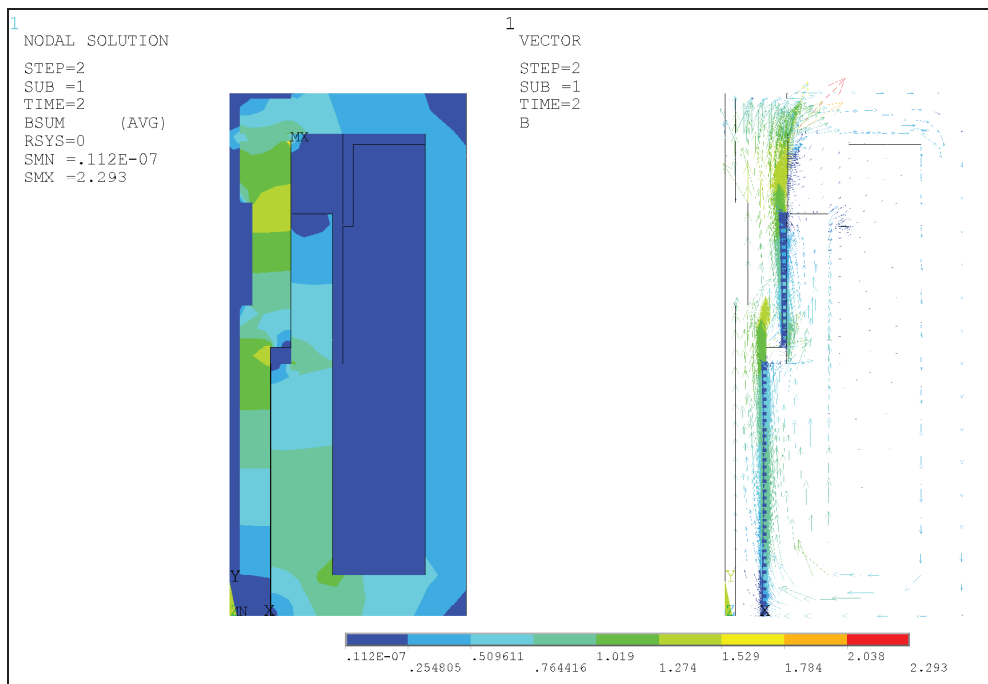 1
NODAL SOLUTION
STEP=2
SUB =1
TIME=2
BSUM (AVG)
RSYS=0
SMN =.112E-07
SMX =2.293
MX
Y
X
1
VECTOR
STEP=2
SUB =1
TIME=2
B
Y
Z
X
.112E-07
.254805
.509611
.764416
1.019
1.274
1.529
1.784
2.038
2.293